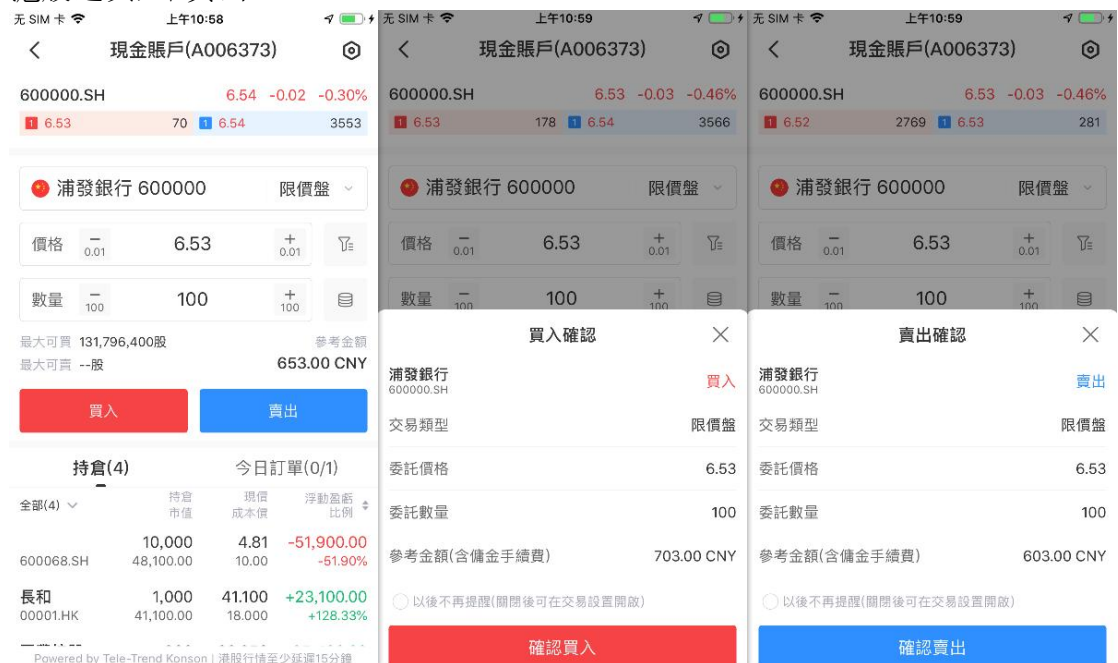 无 SIM 卡 上午10:58
現金賬戶(A006373)
600000.SH 6.54 -0.02 -0.30%
1 6.53 70 1 6.54 3553
浦發銀行 600000 限價盤
價格 − 0.01 6.53 + 0.01
數量 − 100 100 + 100
最大可買 131,796,400股 參考金額
最大可賣 --股 653.00 CNY
買入 賣出
持倉(4) 今日訂單(0/1)
全部(4) 持倉 現價 浮動盈虧
市值 成本價 比例
10,000 4.81 -51,900.00
600068.SH 48,100.00 10.00 -51.90%
長和 1,000 41.100 +23,100.00
00001.HK 41,100.00 18.000 +128.33%
Powered by Tele-Trend Konson | 港股行情至少延遲15分鐘
无 SIM 卡 上午10:59
現金賬戶(A006373)
600000.SH 6.53 -0.03 -0.46%
1 6.53 178 1 6.54 3566
浦發銀行 600000 限價盤
價格 − 0.01 6.53 + 0.01
數量 − 100 100 + 100
買入確認
浦發銀行 買入
600000.SH
交易類型 限價盤
委託價格 6.53
委託數量 100
參考金額(含傭金手續費) 703.00 CNY
以後不再提醒(關閉後可在交易設置開啟)
確認買入
无 SIM 卡 上午10:59
現金賬戶(A006373)
600000.SH 6.53 -0.03 -0.46%
1 6.52 2769 1 6.53 281
浦發銀行 600000 限價盤
價格 − 0.01 6.53 + 0.01
數量 − 100 100 + 100
賣出確認
浦發銀行 賣出
600000.SH
交易類型 限價盤
委託價格 6.53
委託數量 100
參考金額(含傭金手續費) 603.00 CNY
以後不再提醒(關閉後可在交易設置開啟)
確認賣出